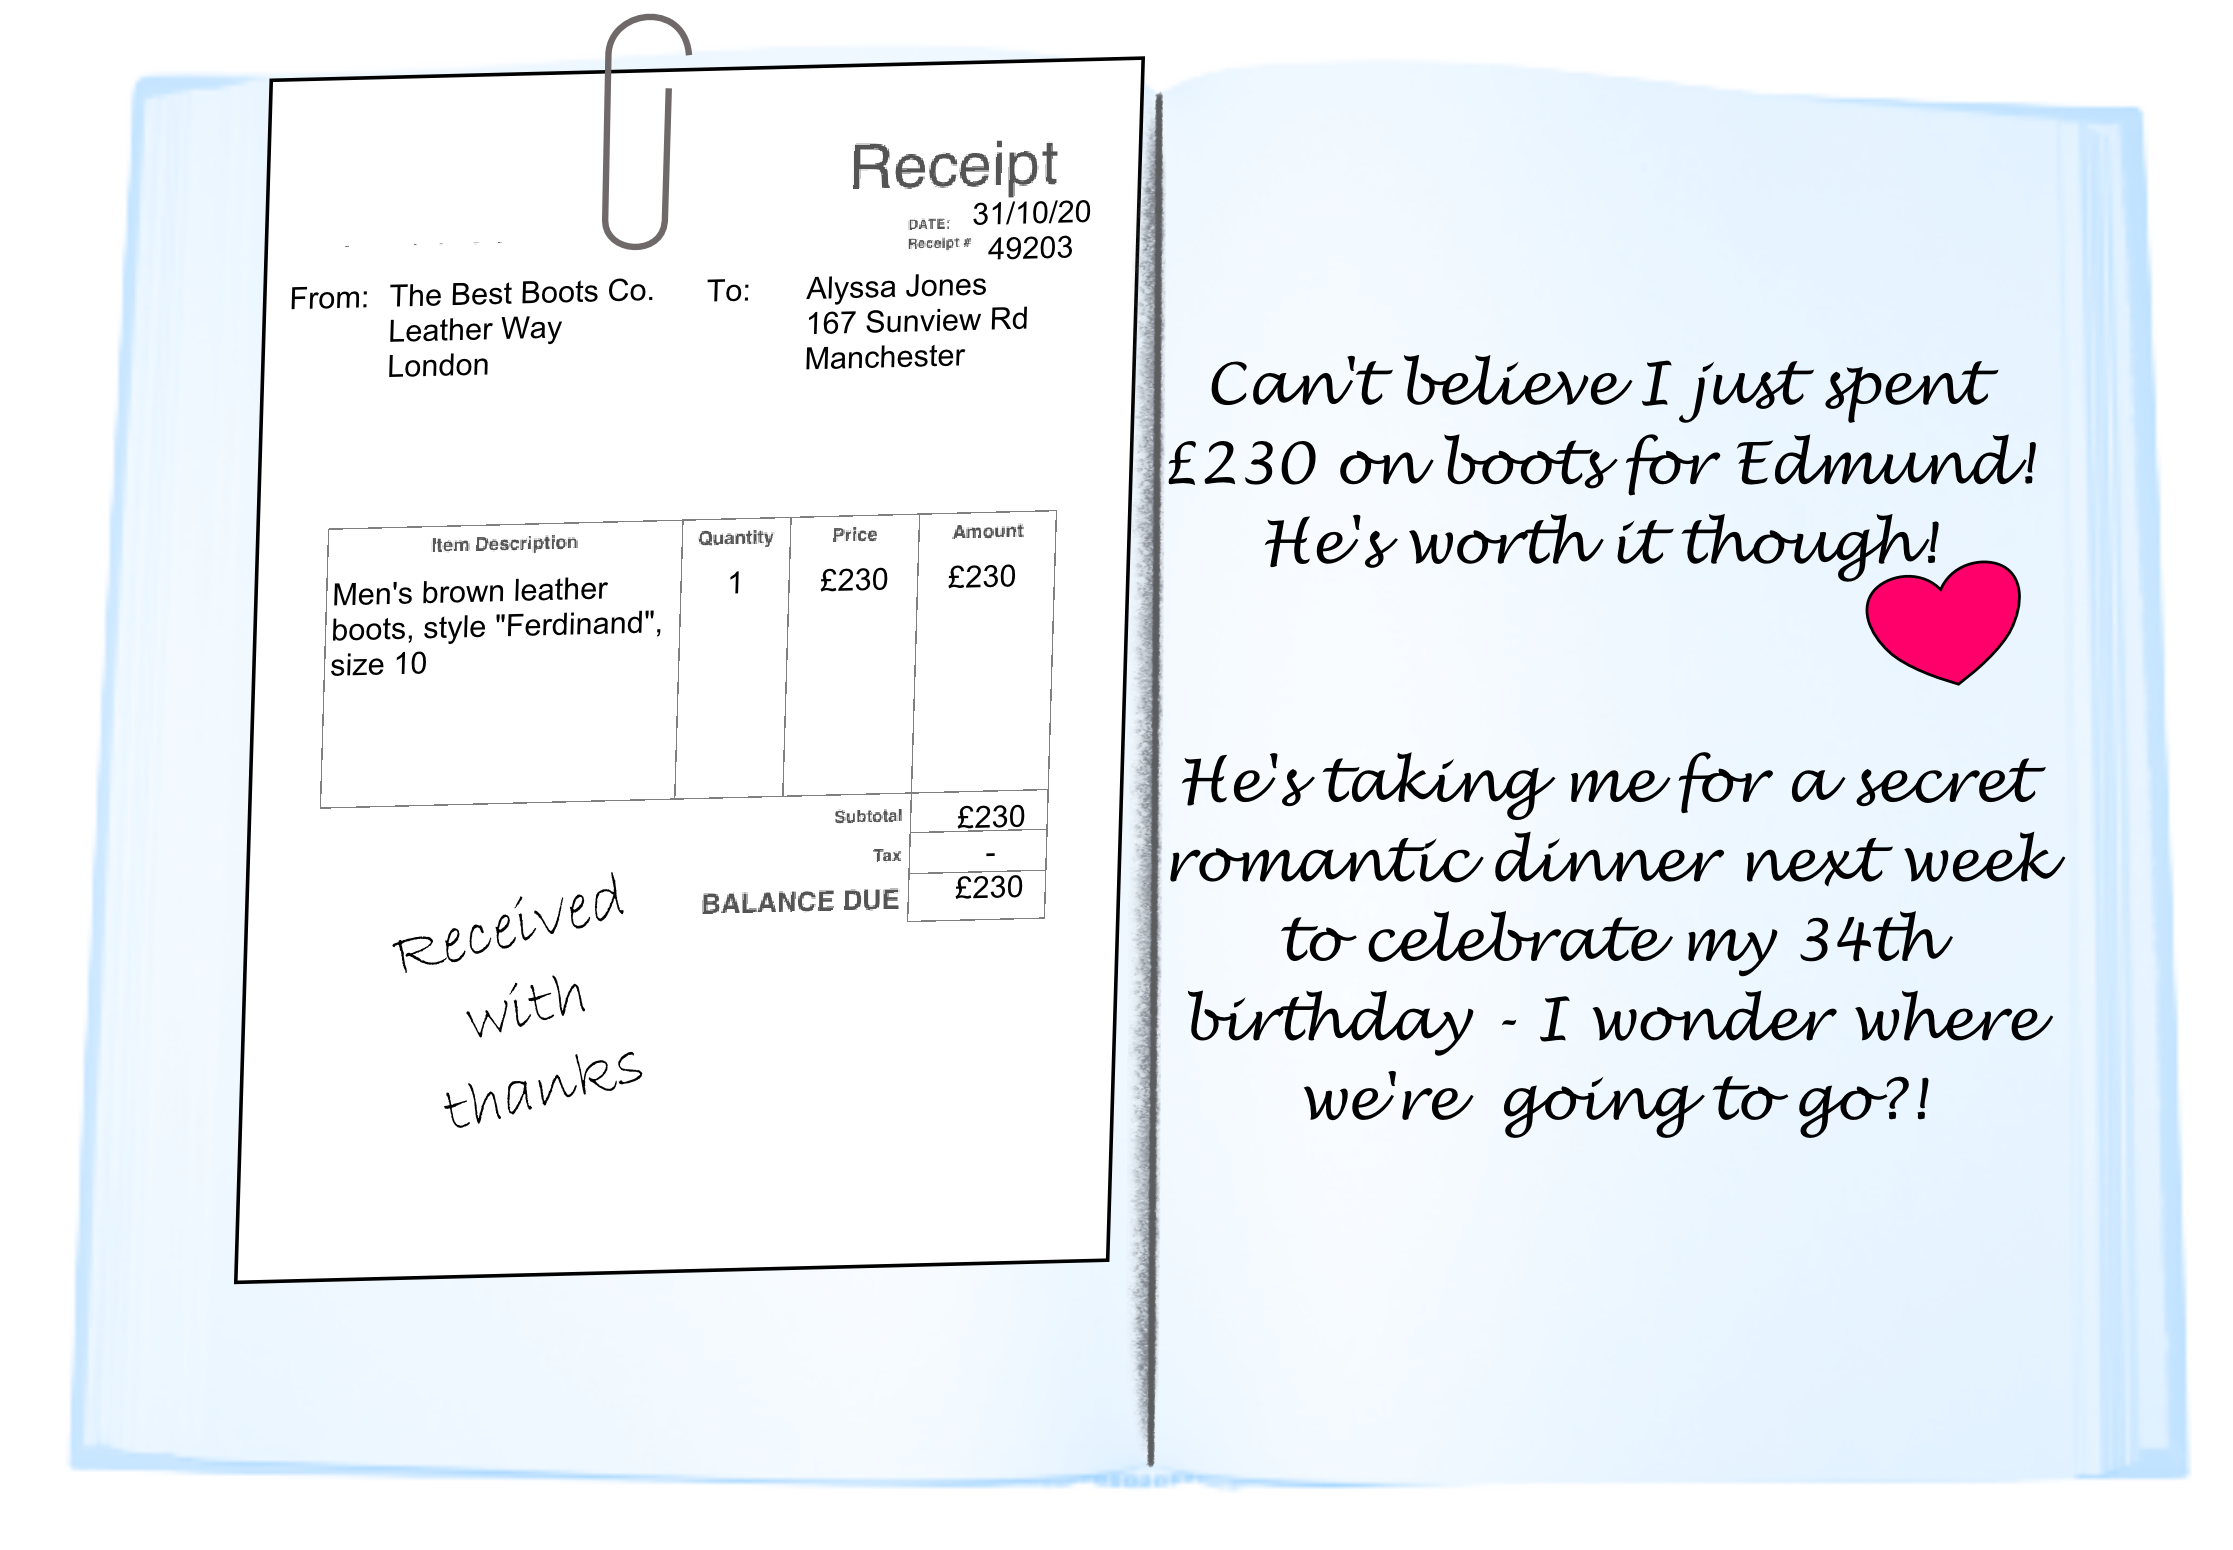 Receipt
DATE: 31/10/20
Receipt # 49203
From: The Best Boots Co.
Leather Way
London
To: Alyssa Jones
167 Sunview Rd
Manchester
Item Description Quantity Price Amount
Men's brown leather 1 £230 £230
boots, style "Ferdinand",
size 10
Subtotal £230
Tax -
BALANCE DUE £230
Received
with
thanks
Can't believe I just spent
£230 on boots for Edmund!
He's worth it though!
He's taking me for a secret
romantic dinner next week
to celebrate my 34th
birthday - I wonder where
we're going to go?!